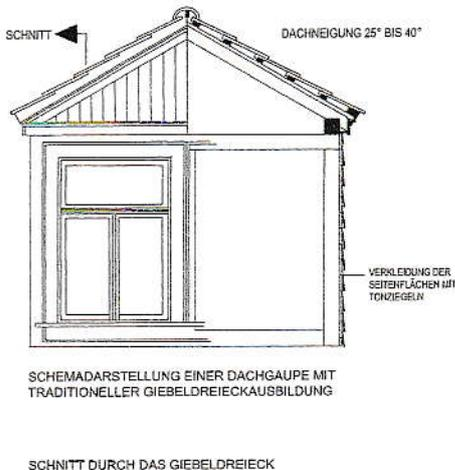 SCHNITT
DACHNEIGUNG 25° BIS 40°
VERKLEIDUNG DER
SEITENFLÄCHEN MIT
TONZIEGELN
SCHEMADARSTELLUNG EINER DACHGAUPE MIT
TRADITIONELLER GIEBELDREIECKAUSBILDUNG
SCHNITT DURCH DAS GIEBELDREIECK